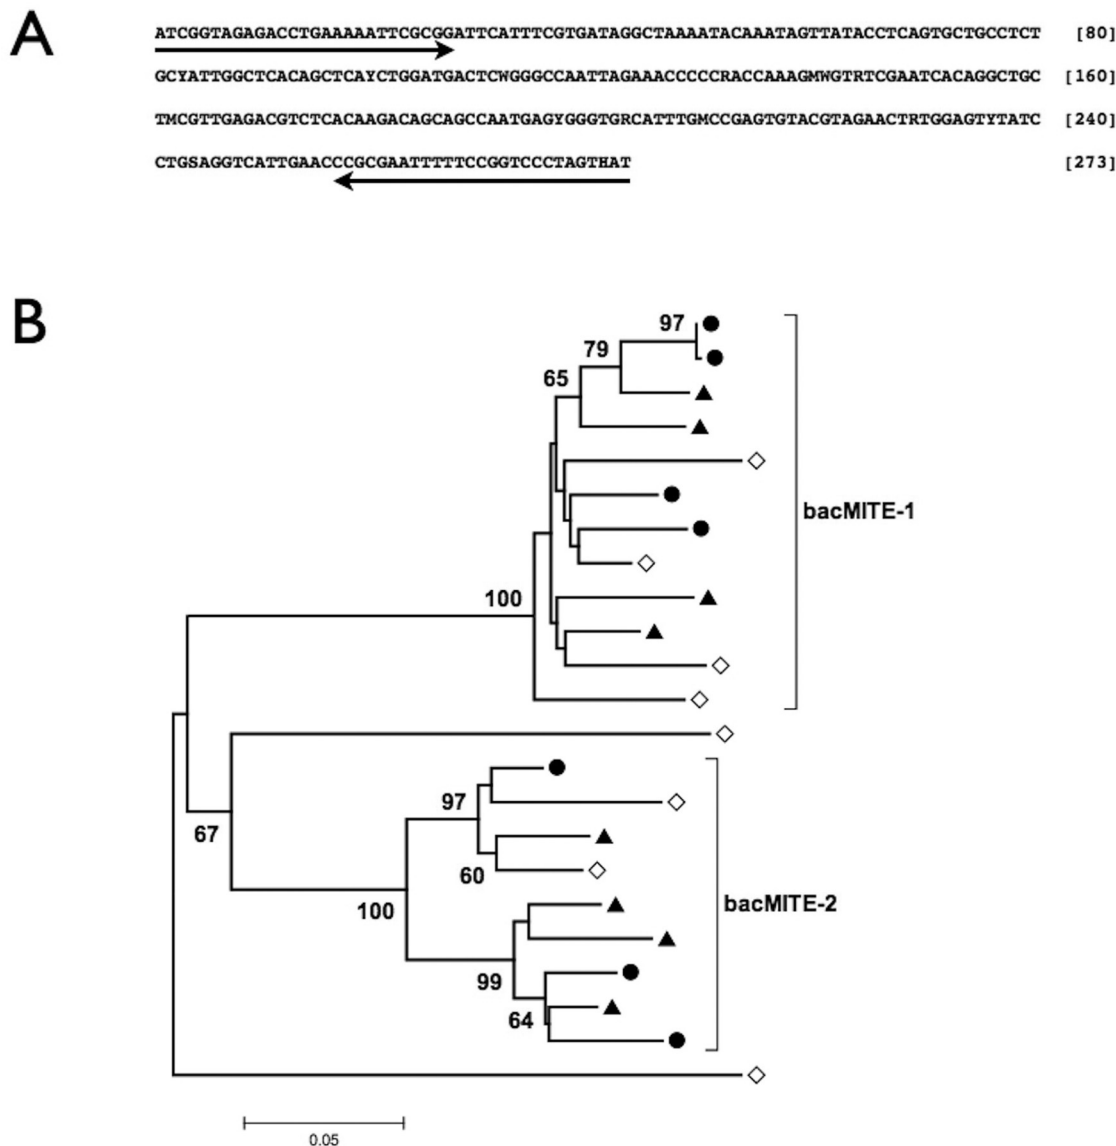 A
ATCGGTAGAGACCTGAAAAATTCGCGGATTCATTTCGTGATAGGCTAAAATACAAATAGTTATACCTCAGTGCTGCCTCT [80]
GCYATTGGCTCACAGCTCAYCTGGATGACTCWGGGCCAATTAGAAACCCCCRACCAAAGMWGTRTCGAATCACAGGCTGC [160]
TMCGTTGAGACGTCTCACAAGACAGCAGCCAATGAGYGGGTGRCATTTGMCCGAGTGTACGTAGAACTRTGGAGTYTATC [240]
CTGSAGGTCATTGAACCCGCGAATTTTTCCGGTCCCTAGTHAT [273]
B
97
79
65
bacMITE-1
100
97
67
60
bacMITE-2
100
99
64
0.05